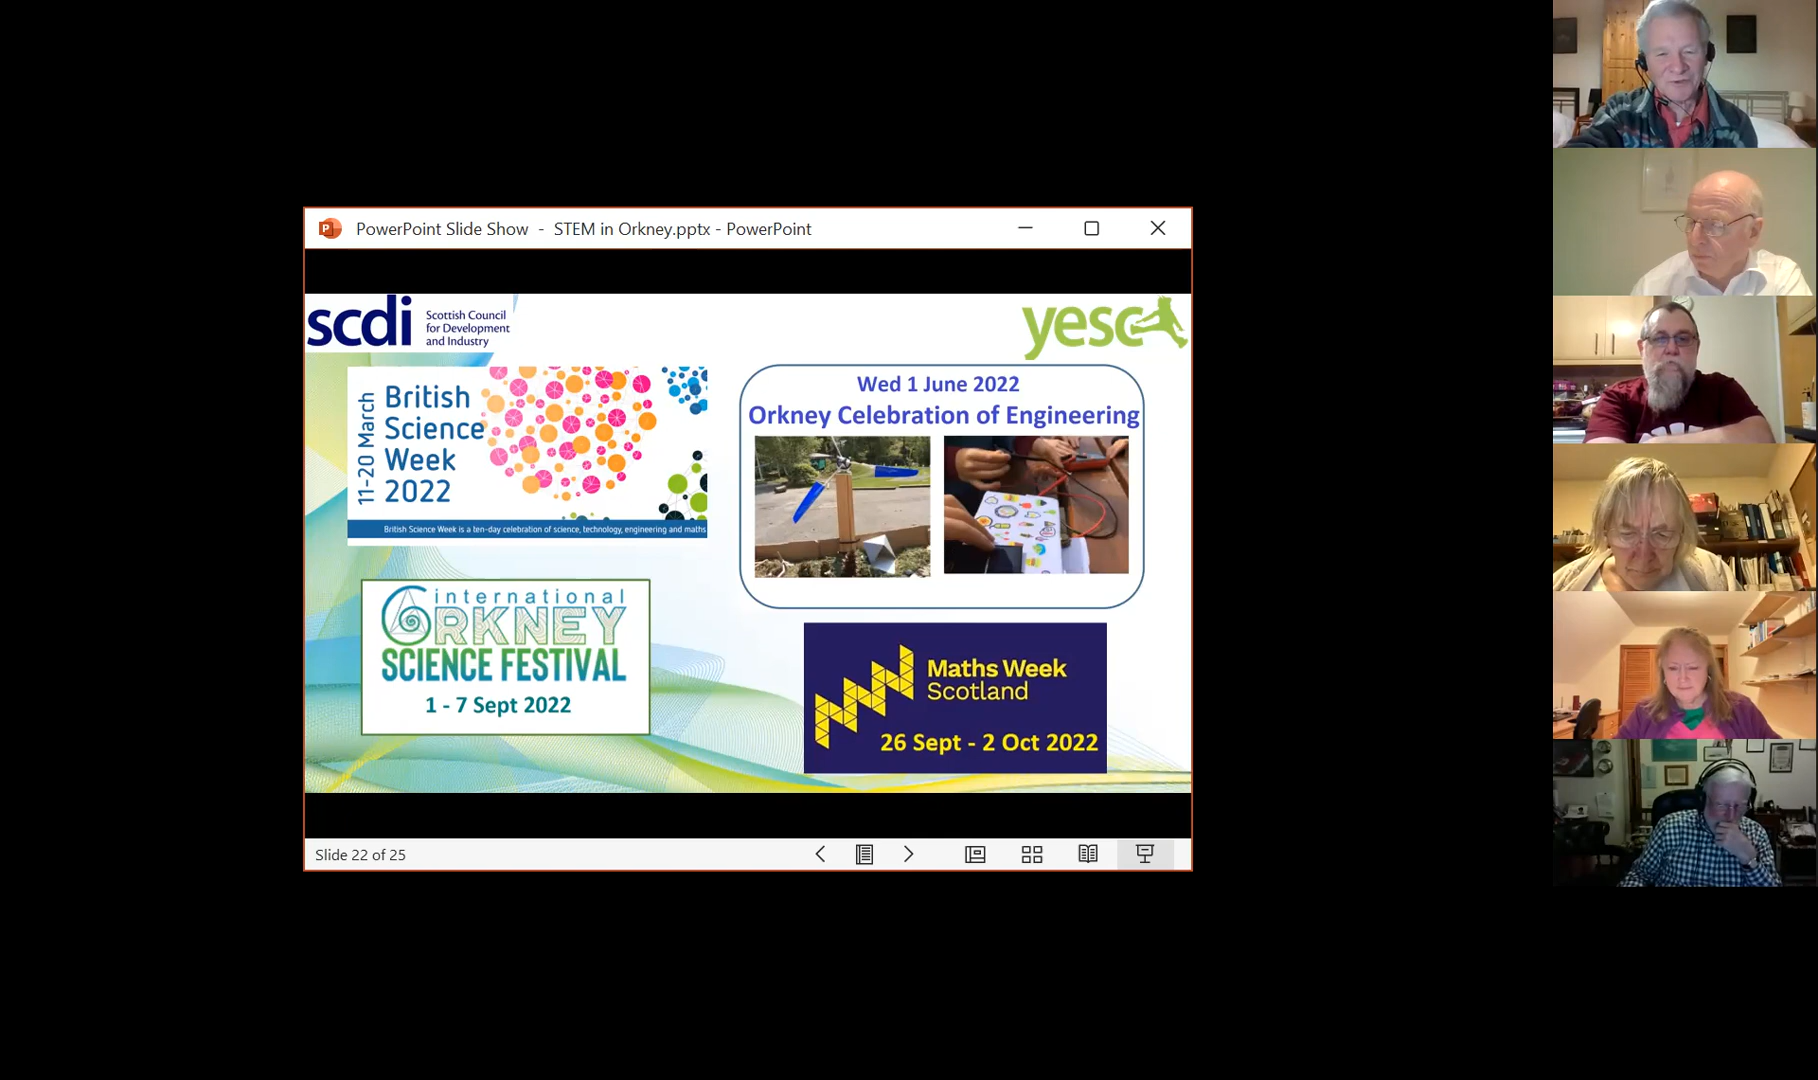 PowerPoint Slide Show - STEM in Orkney.pptx - PowerPoint
scdi
Scottish Council
for Development
and Industry
yesc
11-20 March
British
Science
Week
2022
British Science Week is a ten-day celebration of science, technology, engineering and maths
Wed 1 June 2022
Orkney Celebration of Engineering
international
ORKNEY
SCIENCE FESTIVAL
1 - 7 Sept 2022
Maths Week
Scotland
26 Sept - 2 Oct 2022
Slide 22 of 25